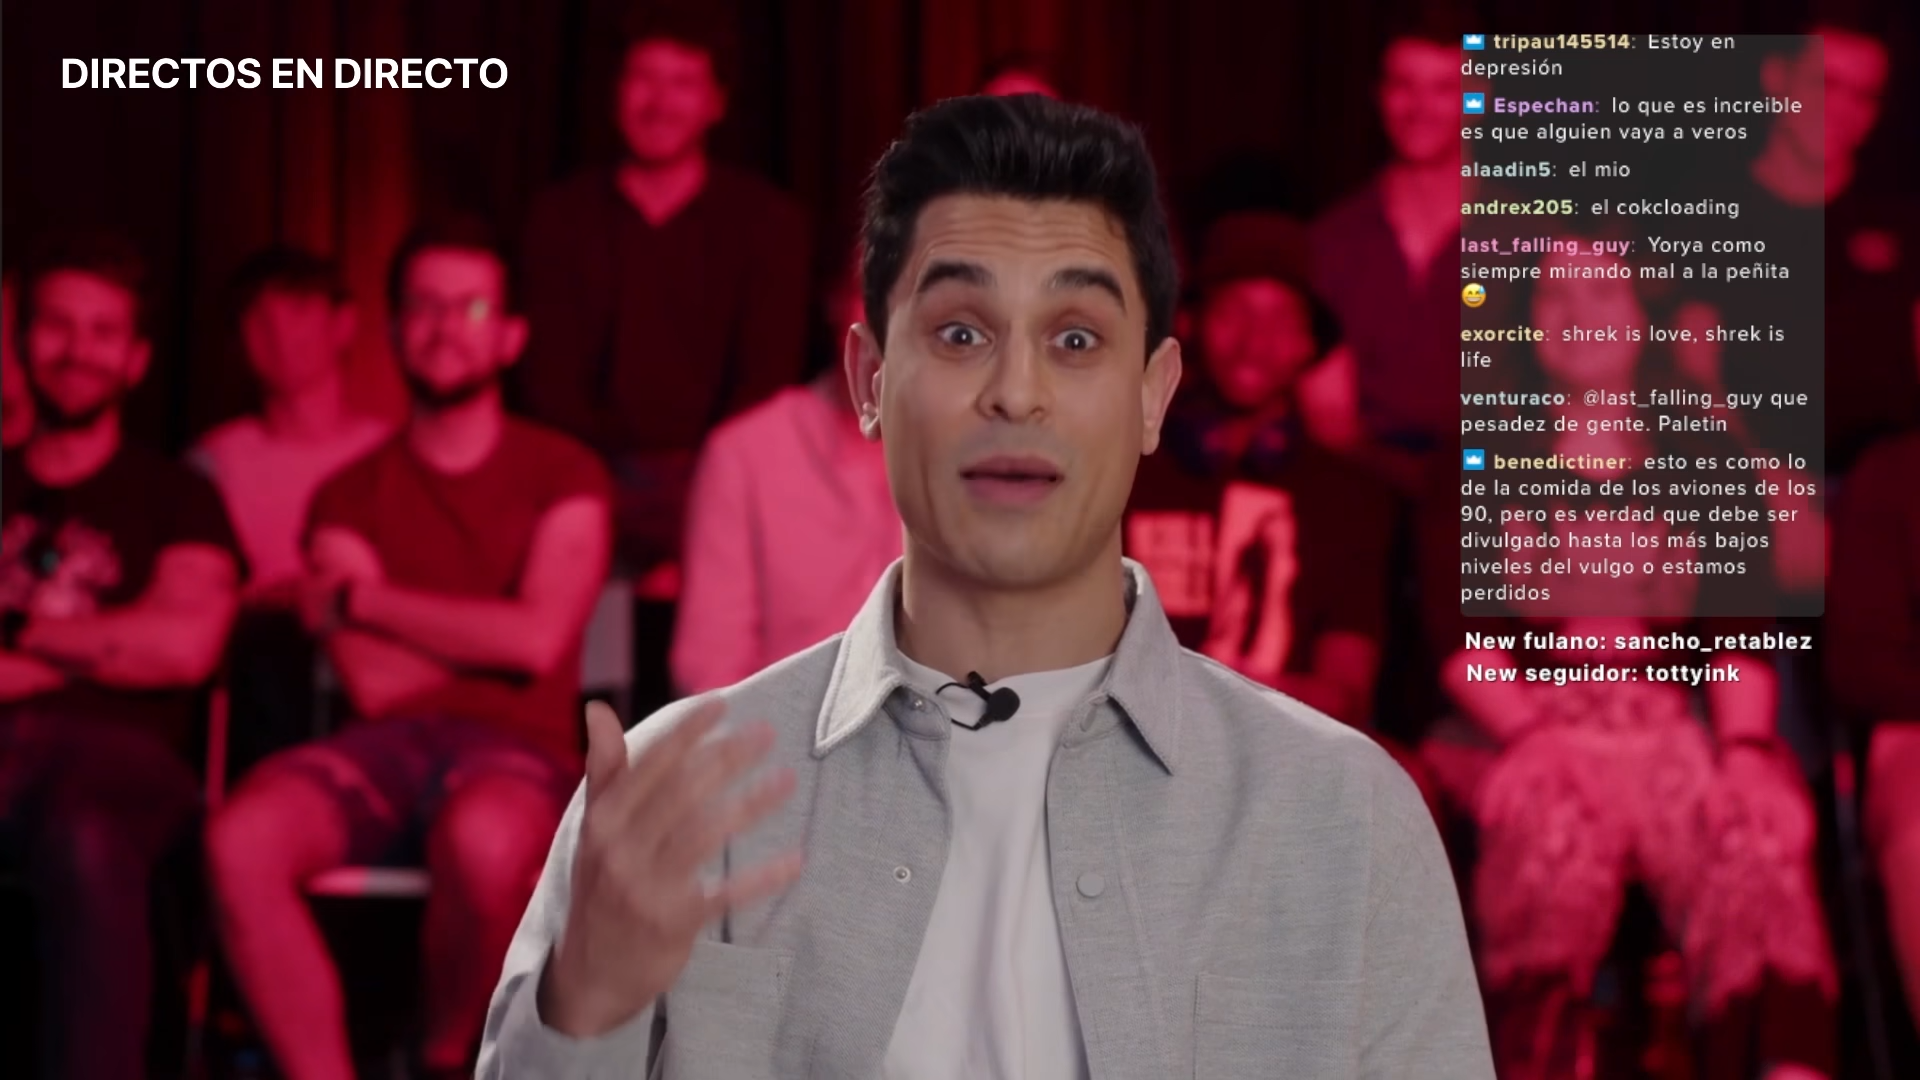 DIRECTOS EN DIRECTO
tripau145514: Estoy en
depresión
Espechan: lo que es increible
es que alguien vaya a veros
alaadin5: el mio
andrex205: el cokcloading
last_falling_guy: Yorya como
siempre mirando mal a la peñita
😅
exorcite: shrek is love, shrek is
life
venturaco: @last_falling_guy que
pesadez de gente. Paletin
benedictiner: esto es como lo
de la comida de los aviones de los
90, pero es verdad que debe ser
divulgado hasta los más bajos
niveles del vulgo o estamos
perdidos
New fulano: sancho_retablez
New seguidor: tottyink